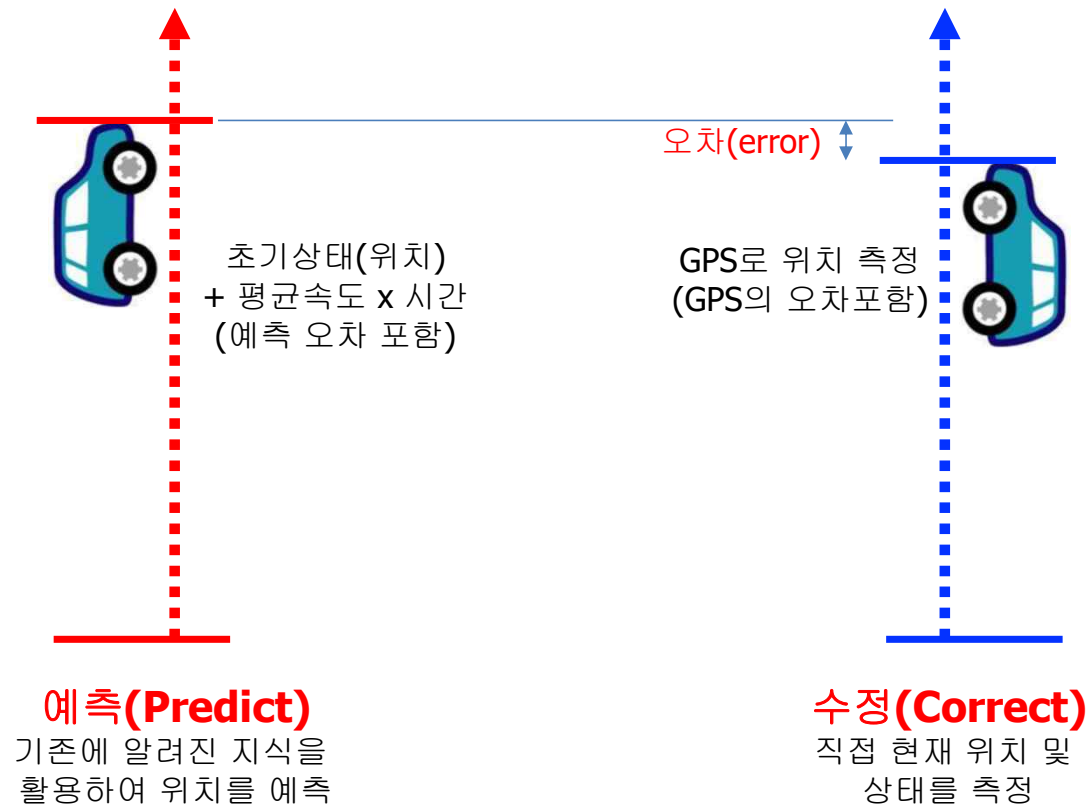 오차(error)
초기상태(위치)
+ 평균속도 x 시간
(예측 오차 포함)
GPS로 위치 측정
(GPS의 오차포함)
예측(Predict)
기존에 알려진 지식을
활용하여 위치를 예측
수정(Correct)
직접 현재 위치 및
상태를 측정